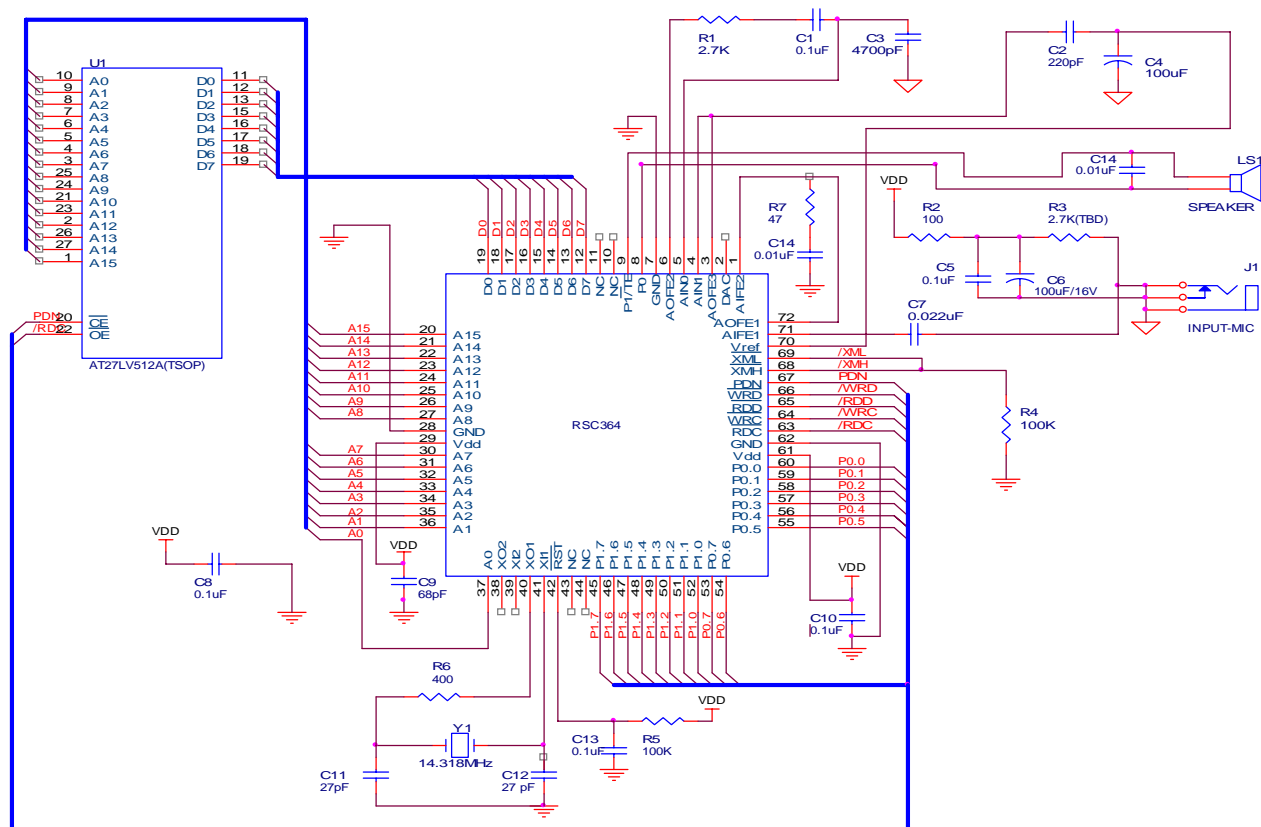 U1
10 A0 D0 11
9 A1 D1 12
8 A2 D2 13
7 A3 D3 15
6 A4 D4 16
5 A5 D5 17
4 A6 D6 18
3 A7 D7 19
25 A8
24 A9
21 A10
23 A11
2 A12
26 A13
27 A14
1 A15
PDN 20 CE
/RDC 22 OE
AT27LV512A(TSOP)
R1
2.7K
C1
0.1uF
C3
4700pF
C2
220pF
C4
100uF
C14
0.01uF
LS1
SPEAKER
R7
47
C14
0.01uF
VDD
R2
100
R3
2.7K(TBD)
C5
0.1uF
C6
100uF/16V
J1
INPUT-MIC
C7
0.022uF
D0 D1 D2 D3 D4 D5 D6 D7
19 18 17 16 15 14 13 12 11 10 9 8 7 6 5 4 3 2 1
D0 D1 D2 D3 D4 D5 D6 D7 NC NC P1/TE P0 GND AOFE2 AIN0 AIN1 AOFE3 DAC AIFE2
RSC364
A15 20 A15
A14 21 A14
A13 22 A13
A12 23 A12
A11 24 A11
A10 25 A10
A9 26 A9
A8 27 A8
28 GND
29 Vdd
A7 30 A7
A6 31 A6
A5 32 A5
A4 33 A4
A3 34 A3
A2 35 A2
A1 36 A1
A0
AOFE1 72
AIFE1 71
Vref 70
XML 69 /XML
XMH 68 /XMH
PDN 67 PDN
WRD 66 /WRD
RDD 65 /RDD
WRC 64 /WRC
RDC 63 /RDC
GND 62
Vdd 61
P0.0 60 P0.0
P0.1 59 P0.1
P0.2 58 P0.2
P0.3 57 P0.3
P0.4 56 P0.4
P0.5 55 P0.5
R4
100K
A0 XO2 XI2 XO1 XI1 RST NC NC P1.7 P1.6 P1.5 P1.4 P1.3 P1.2 P1.1 P1.0 P0.7 P0.6
37 38 39 40 41 42 43 44 45 46 47 48 49 50 51 52 53 54
P1.7 P1.6 P1.5 P1.4 P1.3 P1.2 P1.1 P1.0 P0.7 P0.6
VDD
C8
0.1uF
VDD
C9
68pF
VDD
C10
0.1uF
R6
400
Y1
14.318MHz
C11
27pF
C12
27 pF
C13
0.1uF
R5
100K
VDD